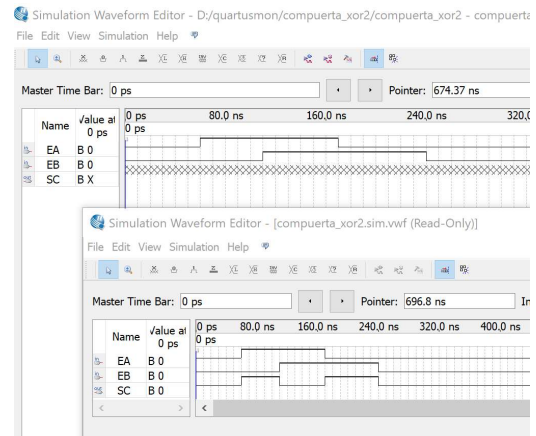 Simulation Waveform Editor - D:/quartusmon/compuerta_xor2/compuerta_xor2 - compuerta
File Edit View Simulation Help
Master Time Bar: 0 ps Pointer: 674.37 ns
Name Value at 0 ps
0 ps 80.0 ns 160,0 ns 240,0 ns 320,0
0 ps
EA B 0
EB B 0
SC B X
Simulation Waveform Editor - [compuerta_xor2.sim.vwf (Read-Only)]
File Edit View Simulation Help
Master Time Bar: 0 ps Pointer: 696.8 ns In
Name Value at 0 ps
0 ps 80.0 ns 160,0 ns 240,0 ns 320,0 ns 400,0 ns
0 ps
EA B 0
EB B 0
SC B 0